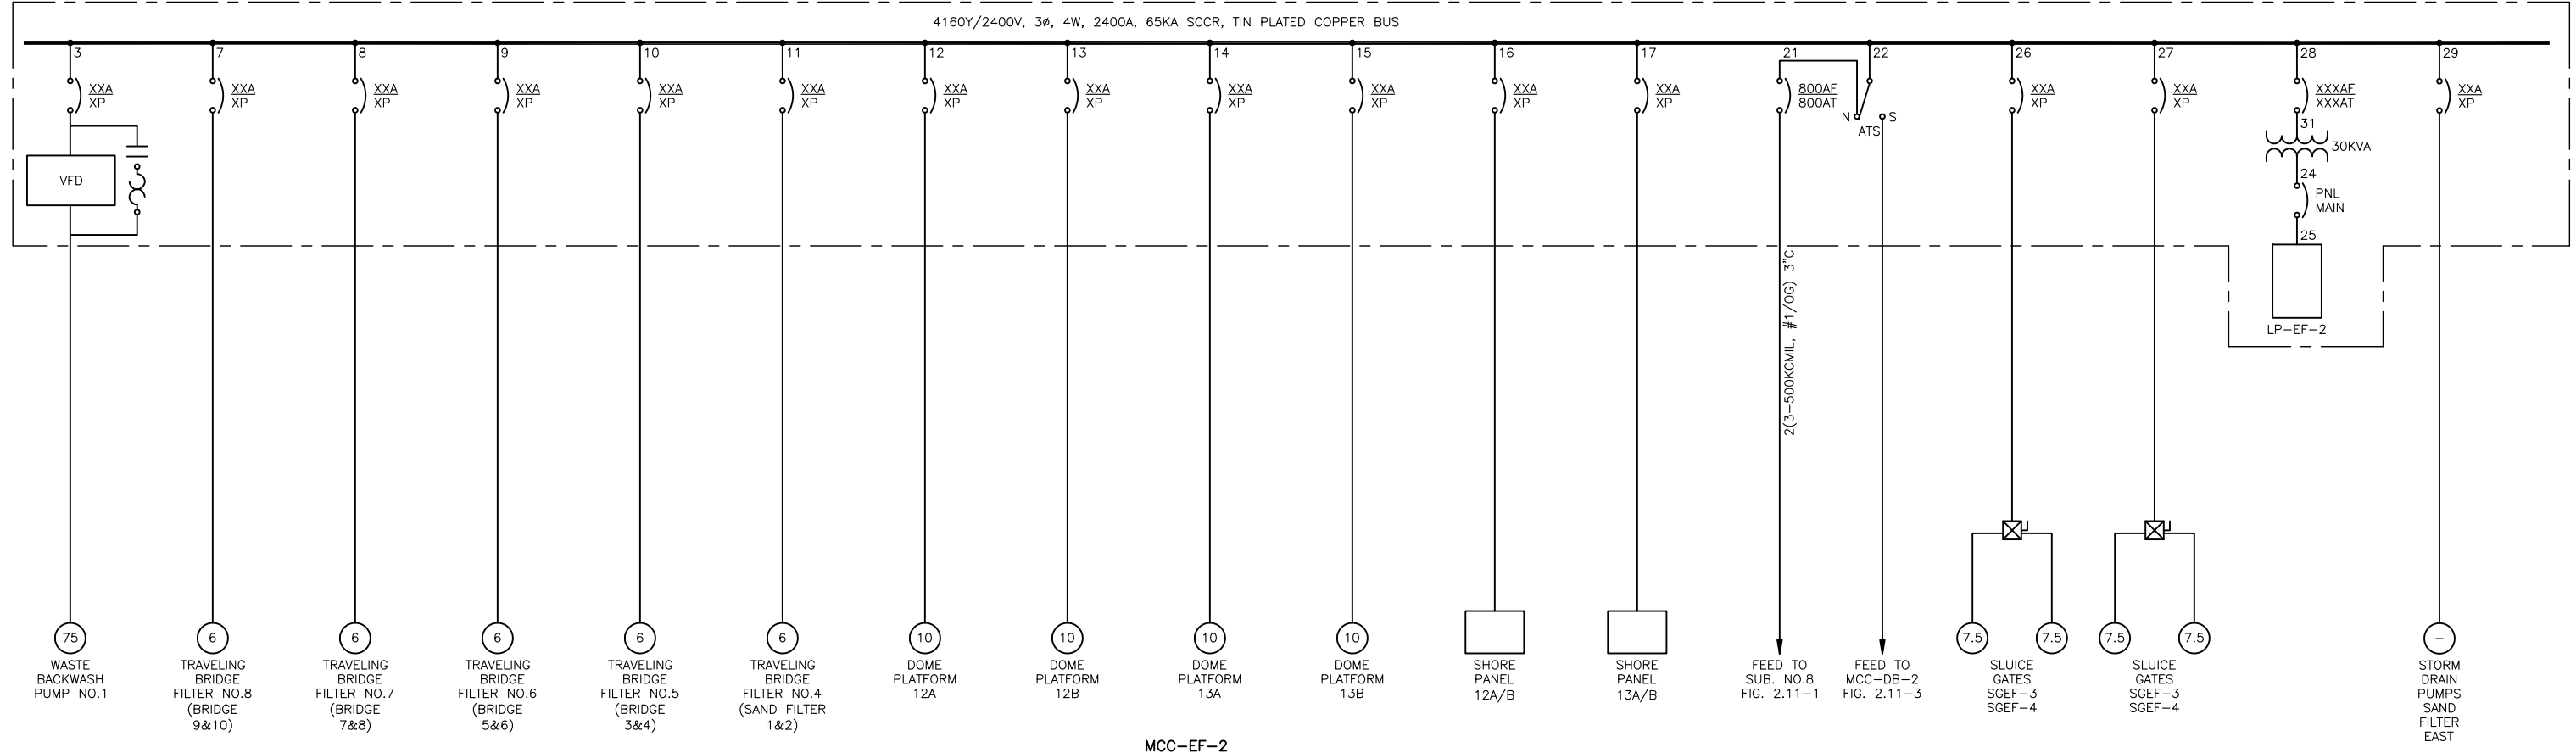 4160Y/2400V, 3ø, 4W, 2400A, 65KA SCCR, TIN PLATED COPPER BUS
3
XXA
XP
VFD
75
WASTE
BACKWASH
PUMP NO.1
7
XXA
XP
6
TRAVELING
BRIDGE
FILTER NO.8
(BRIDGE
9&10)
8
XXA
XP
6
TRAVELING
BRIDGE
FILTER NO.7
(BRIDGE
7&8)
9
XXA
XP
6
TRAVELING
BRIDGE
FILTER NO.6
(BRIDGE
5&6)
10
XXA
XP
6
TRAVELING
BRIDGE
FILTER NO.5
(BRIDGE
3&4)
11
XXA
XP
6
TRAVELING
BRIDGE
FILTER NO.4
(SAND FILTER
1&2)
12
XXA
XP
10
DOME
PLATFORM
12A
13
XXA
XP
10
DOME
PLATFORM
12B
14
XXA
XP
10
DOME
PLATFORM
13A
15
XXA
XP
10
DOME
PLATFORM
13B
16
XXA
XP
SHORE
PANEL
12A/B
17
XXA
XP
SHORE
PANEL
13A/B
21
800AF
800AT
2(3-500KCMIL, #1/0G) 3"C
FEED TO
SUB. NO.8
FIG. 2.11-1
22
N
S
ATS
FEED TO
MCC-DB-2
FIG. 2.11-3
26
XXA
XP
7.5
7.5
SLUICE
GATES
SGEF-3
SGEF-4
27
XXA
XP
7.5
7.5
SLUICE
GATES
SGEF-3
SGEF-4
28
XXXAF
XXXAT
31
30KVA
24
PNL
MAIN
25
LP-EF-2
29
XXA
XP
-
STORM
DRAIN
PUMPS
SAND
FILTER
EAST
MCC-EF-2